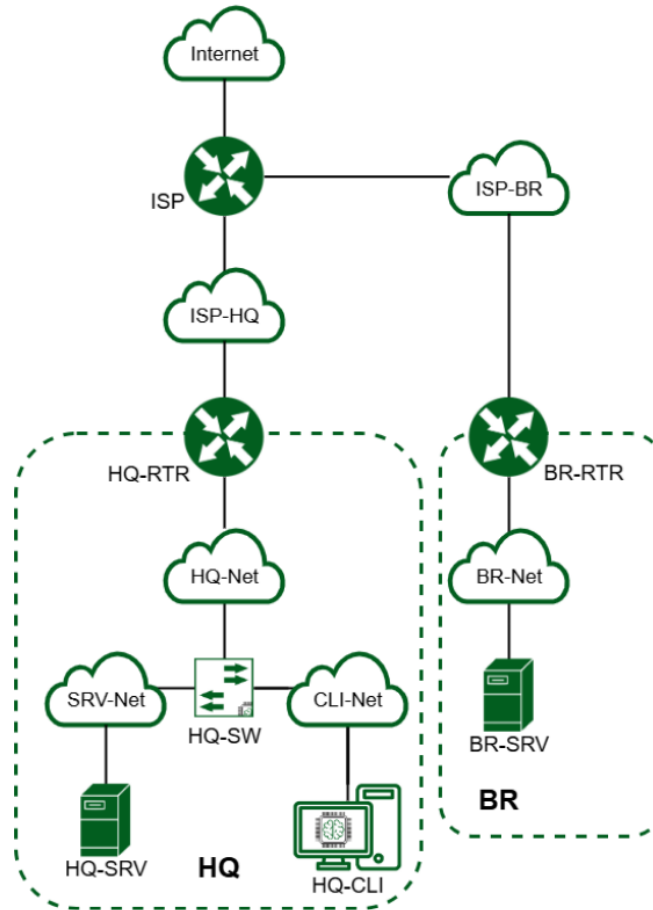 Internet
ISP
ISP-BR
ISP-HQ
HQ-RTR
BR-RTR
HQ-Net
BR-Net
SRV-Net
CLI-Net
HQ-SW
BR-SRV
BR
HQ-SRV
HQ
HQ-CLI